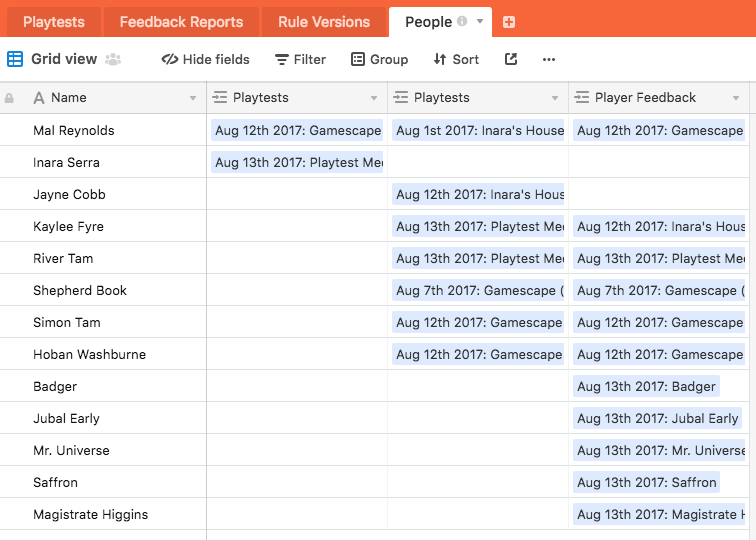 Playtests Feedback Reports Rule Versions People
Grid view Hide fields Filter Group Sort
Name Playtests Playtests Player Feedback
Mal Reynolds Aug 12th 2017: Gamescape Aug 1st 2017: Inara's House Aug 12th 2017: Gamescape
Inara Serra Aug 13th 2017: Playtest Mee
Jayne Cobb Aug 12th 2017: Inara's Hous
Kaylee Fyre Aug 13th 2017: Playtest Mee Aug 12th 2017: Inara's Hous
River Tam Aug 13th 2017: Playtest Mee Aug 13th 2017: Playtest Mee
Shepherd Book Aug 7th 2017: Gamescape ( Aug 7th 2017: Gamescape (
Simon Tam Aug 12th 2017: Gamescape Aug 12th 2017: Gamescape
Hoban Washburne Aug 12th 2017: Gamescape Aug 12th 2017: Gamescape
Badger Aug 13th 2017: Badger
Jubal Early Aug 13th 2017: Jubal Early
Mr. Universe Aug 13th 2017: Mr. Universe
Saffron Aug 13th 2017: Saffron
Magistrate Higgins Aug 13th 2017: Magistrate H